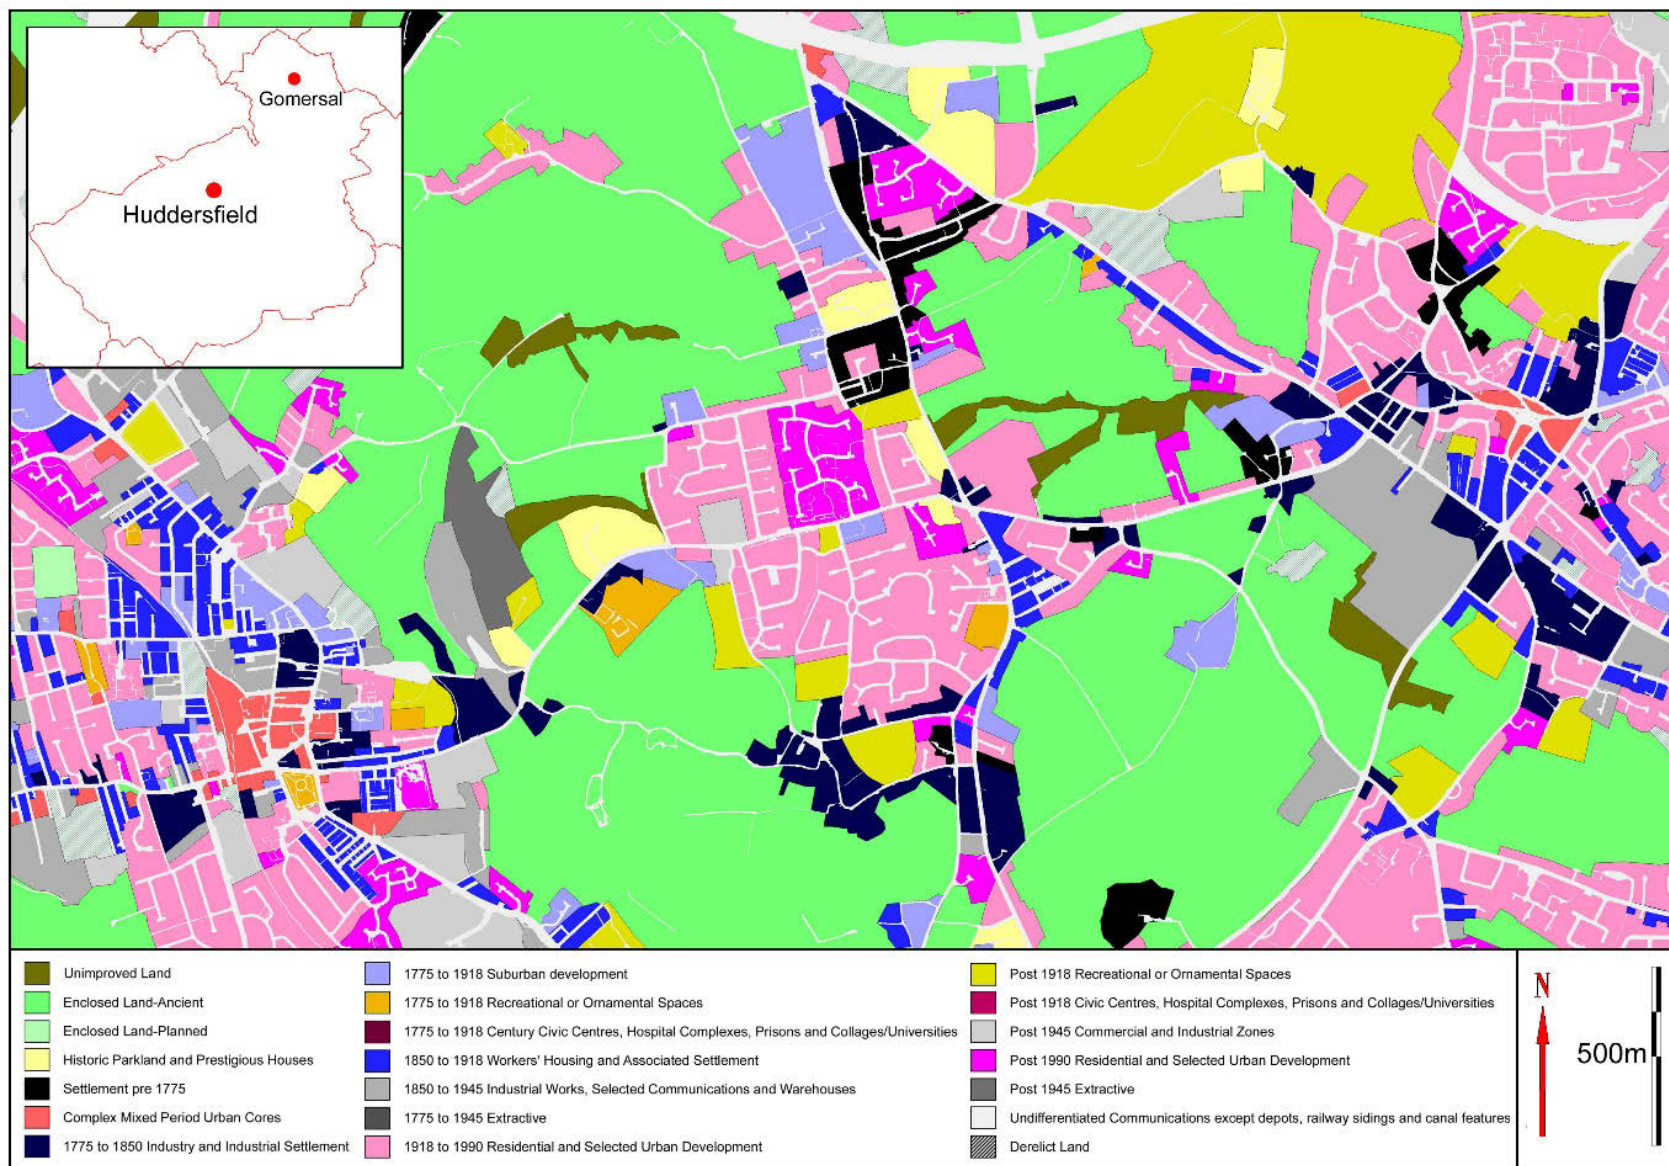 Gomersal
Huddersfield
Unimproved Land
Enclosed Land-Ancient
Enclosed Land-Planned
Historic Parkland and Prestigious Houses
Settlement pre 1775
Complex Mixed Period Urban Cores
1775 to 1850 Industry and Industrial Settlement
1775 to 1918 Suburban development
1775 to 1918 Recreational or Ornamental Spaces
1775 to 1918 Century Civic Centres, Hospital Complexes, Prisons and Collages/Universities
1850 to 1918 Workers' Housing and Associated Settlement
1850 to 1945 Industrial Works, Selected Communications and Warehouses
1775 to 1945 Extractive
1918 to 1990 Residential and Selected Urban Development
Post 1918 Recreational or Ornamental Spaces
Post 1918 Civic Centres, Hospital Complexes, Prisons and Collages/Universities
Post 1945 Commercial and Industrial Zones
Post 1990 Residential and Selected Urban Development
Post 1945 Extractive
Undifferentiated Communications except depots, railway sidings and canal features
Derelict Land
N
500m